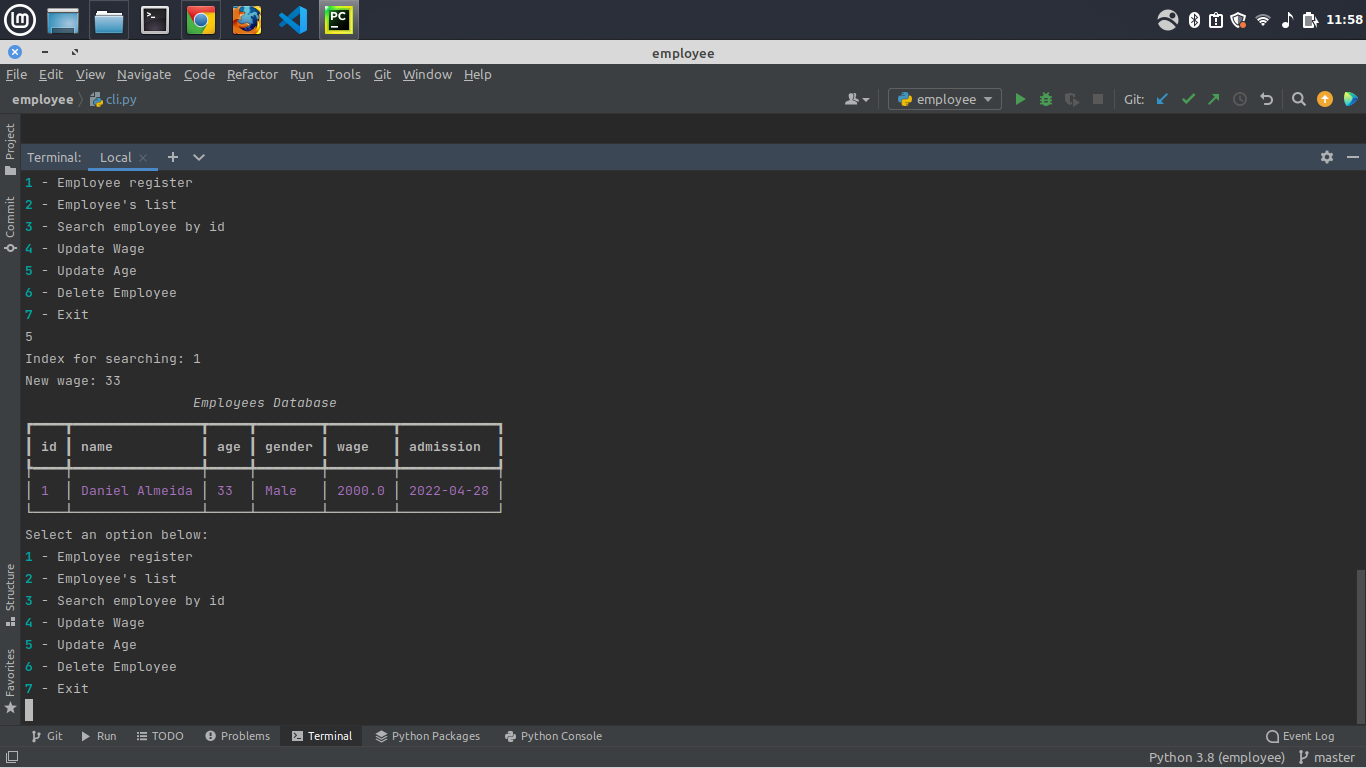 PC
11:58
employee
File Edit View Navigate Code Refactor Run Tools Git Window Help
employee cli.py employee Git:
Project
Commit
Structure
Favorites
Terminal: Local
1 - Employee register
2 - Employee's list
3 - Search employee by id
4 - Update Wage
5 - Update Age
6 - Delete Employee
7 - Exit
5
Index for searching: 1
New wage: 33
Employees Database
id name age gender wage admission
1 Daniel Almeida 33 Male 2000.0 2022-04-28
Select an option below:
1 - Employee register
2 - Employee's list
3 - Search employee by id
4 - Update Wage
5 - Update Age
6 - Delete Employee
7 - Exit
Git Run TODO Problems Terminal Python Packages Python Console Event Log
Python 3.8 (employee) master